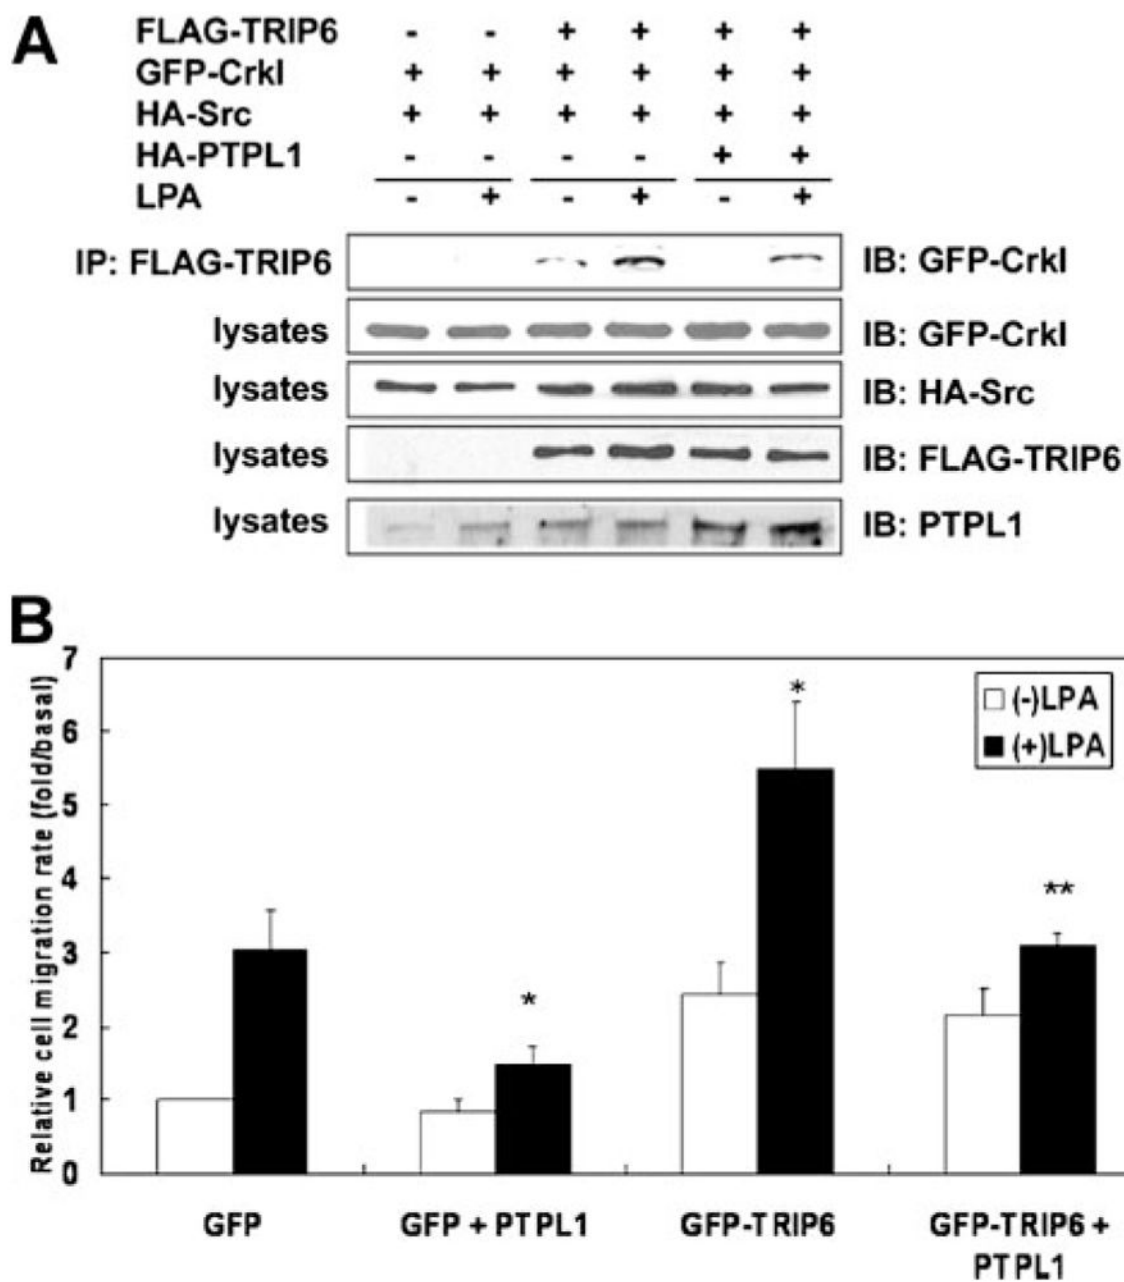 A
FLAG-TRIP6 - - + + + +
GFP-CrkI + + + + + +
HA-Src + + + + + +
HA-PTPL1 - - - - + +
LPA - + - + - +
IP: FLAG-TRIP6 IB: GFP-CrkI
lysates IB: GFP-CrkI
lysates IB: HA-Src
lysates IB: FLAG-TRIP6
lysates IB: PTPL1
B
Relative cell migration rate (fold/basal)
7
6
5
4
3
2
1
0
(-)LPA
(+)LPA
*
*
**
GFP
GFP + PTPL1
GFP-TRIP6
GFP-TRIP6 +
PTPL1